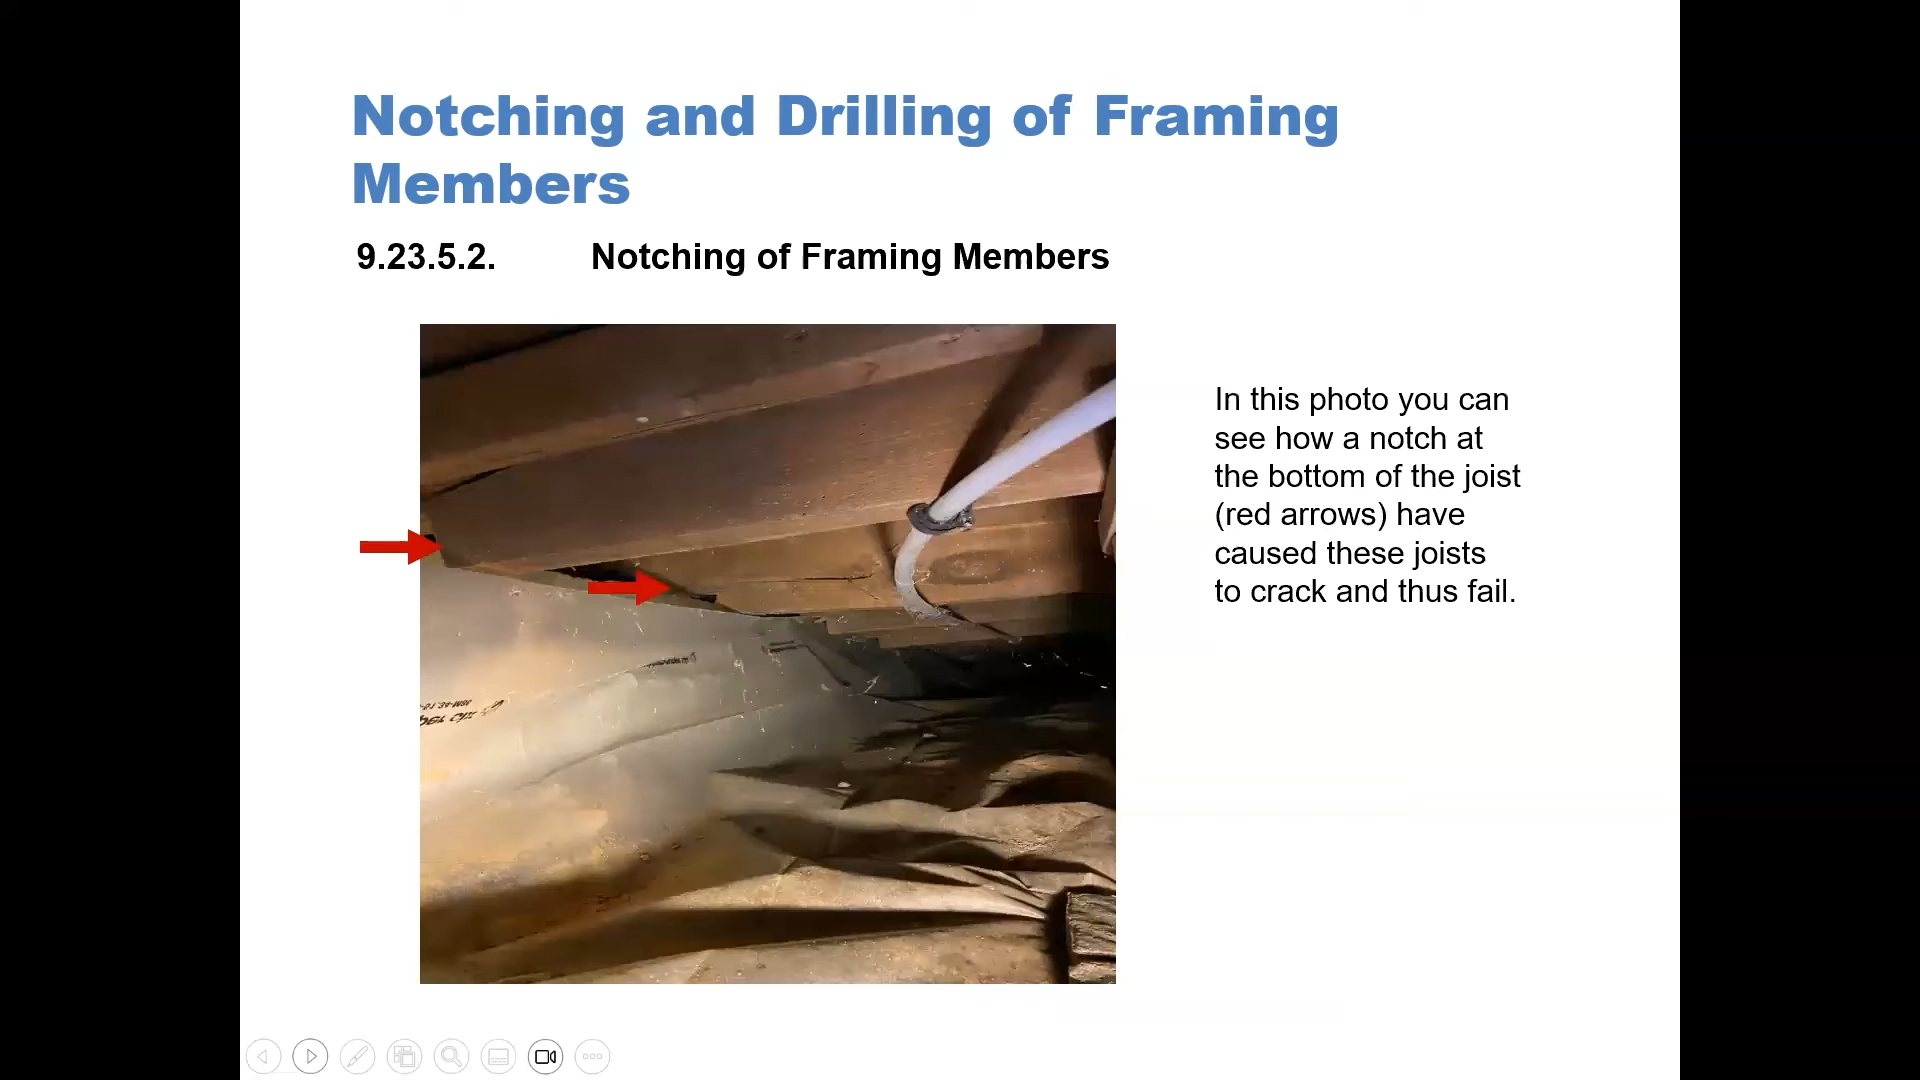 Notching and Drilling of Framing
Members
9.23.5.2. Notching of Framing Members
In this photo you can
see how a notch at
the bottom of the joist
(red arrows) have
caused these joists
to crack and thus fail.